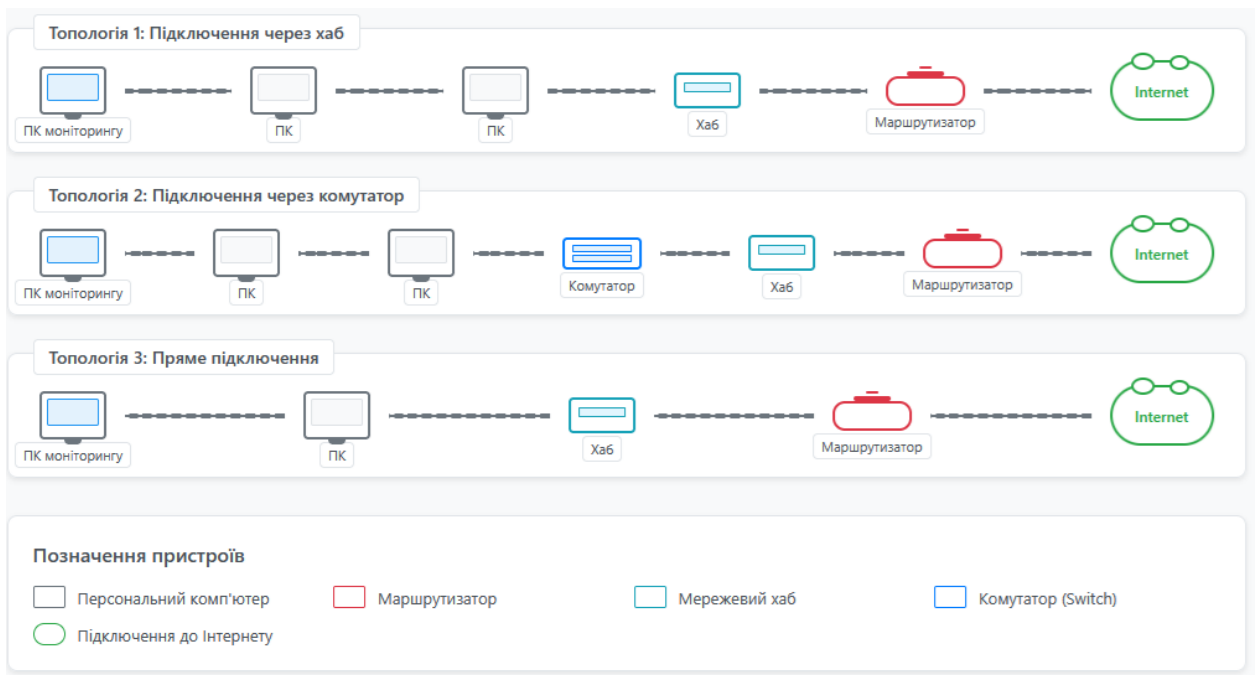 Топологія 1: Підключення через хаб
ПК моніторингу
ПК
ПК
Хаб
Маршрутизатор
Internet
Топологія 2: Підключення через комутатор
ПК моніторингу
ПК
ПК
Комутатор
Хаб
Маршрутизатор
Internet
Топологія 3: Пряме підключення
ПК моніторингу
ПК
Хаб
Маршрутизатор
Internet
Позначення пристроїв
Персональний комп'ютер
Маршрутизатор
Мережевий хаб
Комутатор (Switch)
Підключення до Інтернету